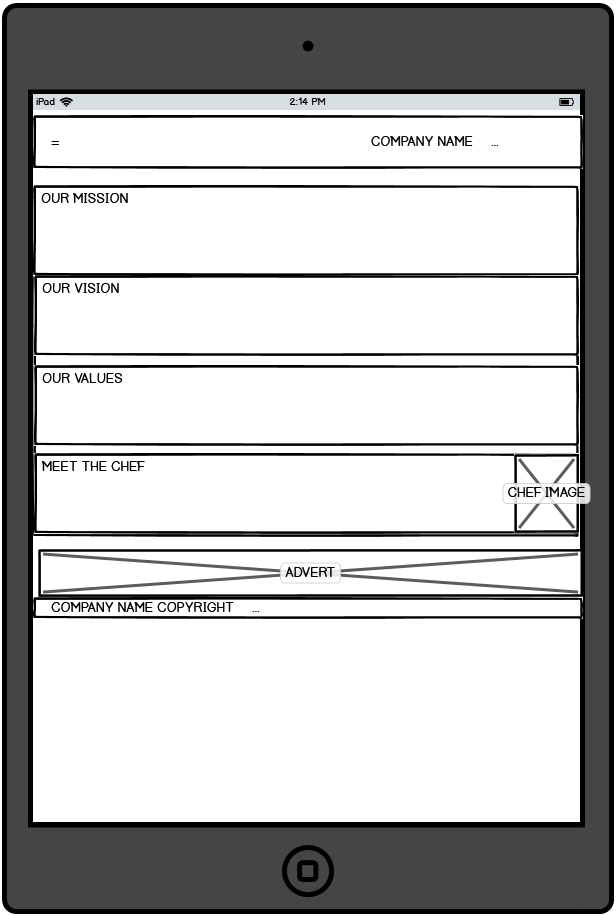 iPad 2:14 PM
= COMPANY NAME ...
OUR MISSION
OUR VISION
OUR VALUES
MEET THE CHEF
CHEF IMAGE
ADVERT
COMPANY NAME COPYRIGHT ...